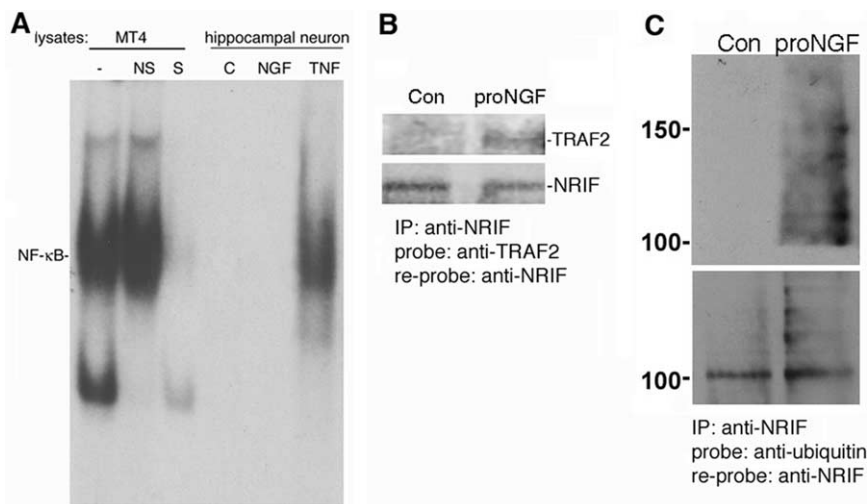 A
lysates: MT4 hippocampal neuron
- NS S C NGF TNF
NF-κB-
B
Con proNGF
-TRAF2
-NRIF
IP: anti-NRIF
probe: anti-TRAF2
re-probe: anti-NRIF
C
Con proNGF
150-
100-
100-
IP: anti-NRIF
probe: anti-ubiquitin
re-probe: anti-NRIF